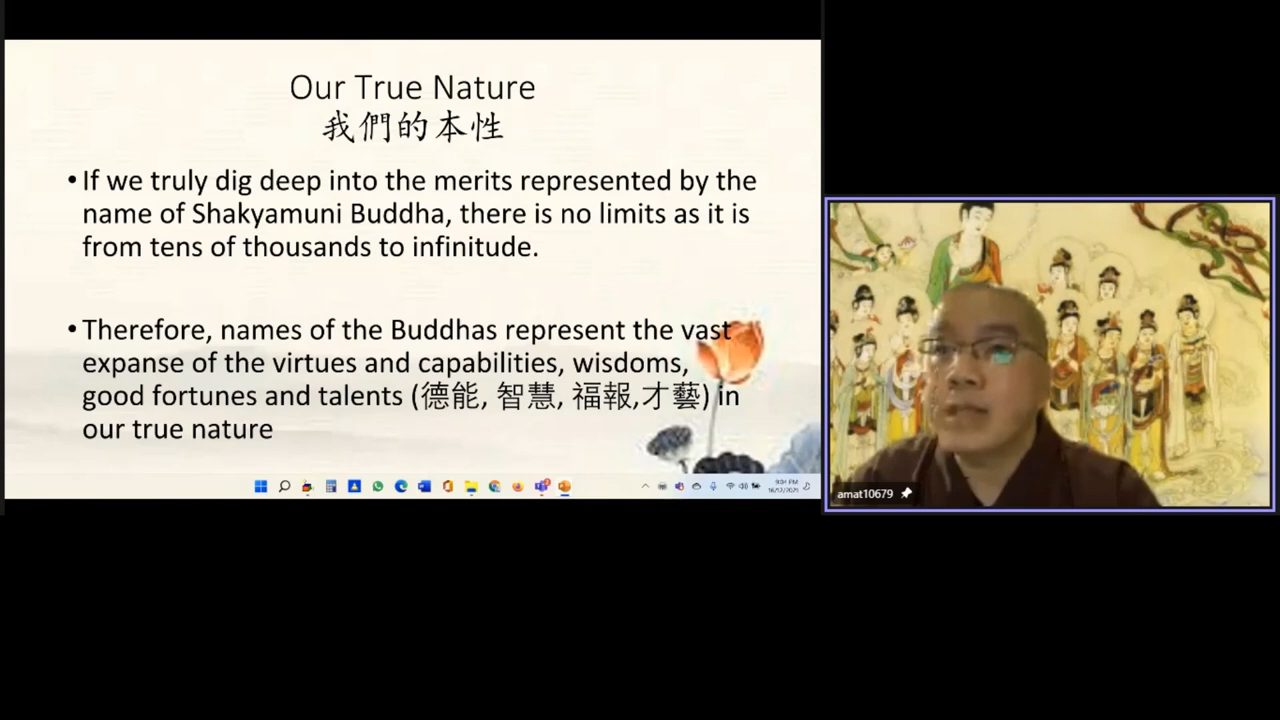 Our True Nature
我們的本性
• If we truly dig deep into the merits represented by the
name of Shakyamuni Buddha, there is no limits as it is
from tens of thousands to infinitude.
• Therefore, names of the Buddhas represent the vast
expanse of the virtues and capabilities, wisdoms,
good fortunes and talents (德能, 智慧, 福報,才藝) in
our true nature
9:04 PM
amat10679